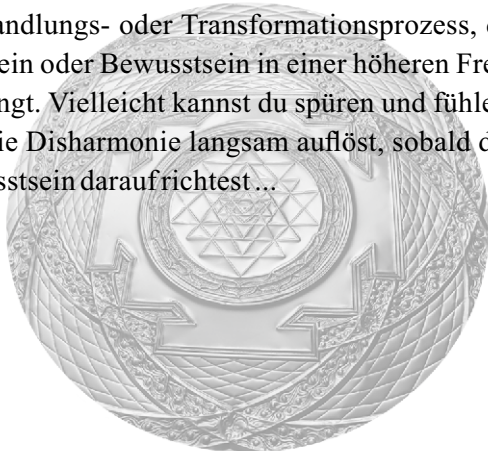 andlungs- oder Transformationsprozess,
ein oder Bewusstsein in einer höheren Fre
ngt. Vielleicht kannst du spüren und fühle
ie Disharmonie langsam auflöst, sobald d
sstsein darauf richtest ...